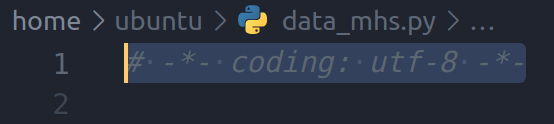 home > ubuntu > data_mhs.py > ...
1 # -*- coding: utf-8 -*-
2